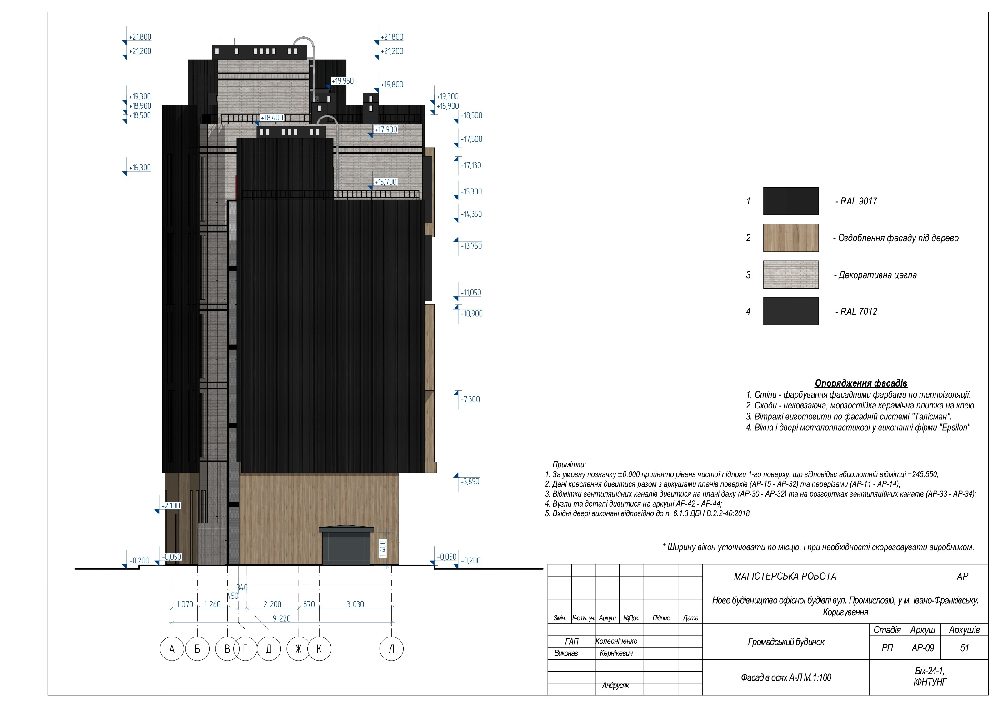 +21,800
+21,800
+21,200
+21,200
+19,950
+19,800
+19,300
+19,300
+18,900
+18,900
+18,500
+18,500
+18,400
+17,900
+17,500
+17,130
+16,300
+15,700
+15,300
+14,350
+13,750
+11,050
+10,900
+7,300
+3,850
+2,100
1 400
-0,050
-0,050
-0,200
-0,200
340
450
1 070
1 260
2 200
870
3 030
9 220
А
Б
В
Г
Д
Ж
К
Л
1 - RAL 9017
2 - Оздоблення фасаду під дерево
3 - Декоративна цегла
4 - RAL 7012
Опорядження фасадів
1. Стіни - фарбування фасадними фарбами по теплоізоляції.
2. Сходи - нековзаюча, морзостійка керамічна плитка на клею.
3. Вітражі виготовити по фасадній системі "Талісман".
4. Вікна і двері металопластикові у виконанні фірми "Epsilon"
Примітки:
1. За умовну позначку ±0,000 прийнято рівень чистої підлоги 1-го поверху, що відповідає абсолютній відмітці +245,550;
2. Дані креслення дивитися разом з аркушами планів поверхів (АР-15 - АР-32) та перерізами (АР-11 - АР-14);
3. Відмітки вентиляційних каналів дивитися на плані даху (АР-30 - АР-32) та на розгортках вентиляційних каналів (АР-33 - АР-34);
4. Вузли та деталі дивитися на аркуші АР-42 - АР-44;
5. Вхідні двері виконані відповідно до п. 6.1.3 ДБН В.2.2-40:2018
* Ширину вікон уточнювати по місцю, і при необхідності скореговувати виробником.
МАГІСТЕРСЬКА РОБОТА АР
Нове будівництво офісної будівлі вул. Промисловій, у м. Івано-Франківську.
Коригування
Змін. К-сть. уч. Аркуш №Док. Підпис Дата
Стадія Аркуш Аркушів
ГАП Колесніченко
Громадський будинок
РП АР-09 51
Виконав Кернікевич
Бм-24-1,
ІФНТУНГ
Фасад в осях А-Л М.1:100
Андрусяк